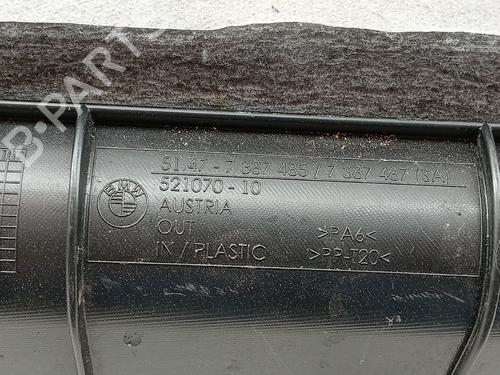 B-PARTS
51.47 - 7 387 485 / 7 387 487 (SA)
521070 - 10
BMW
AUSTRIA
OUT
IN / PLASTIC
>PA6<
>PP-T20<